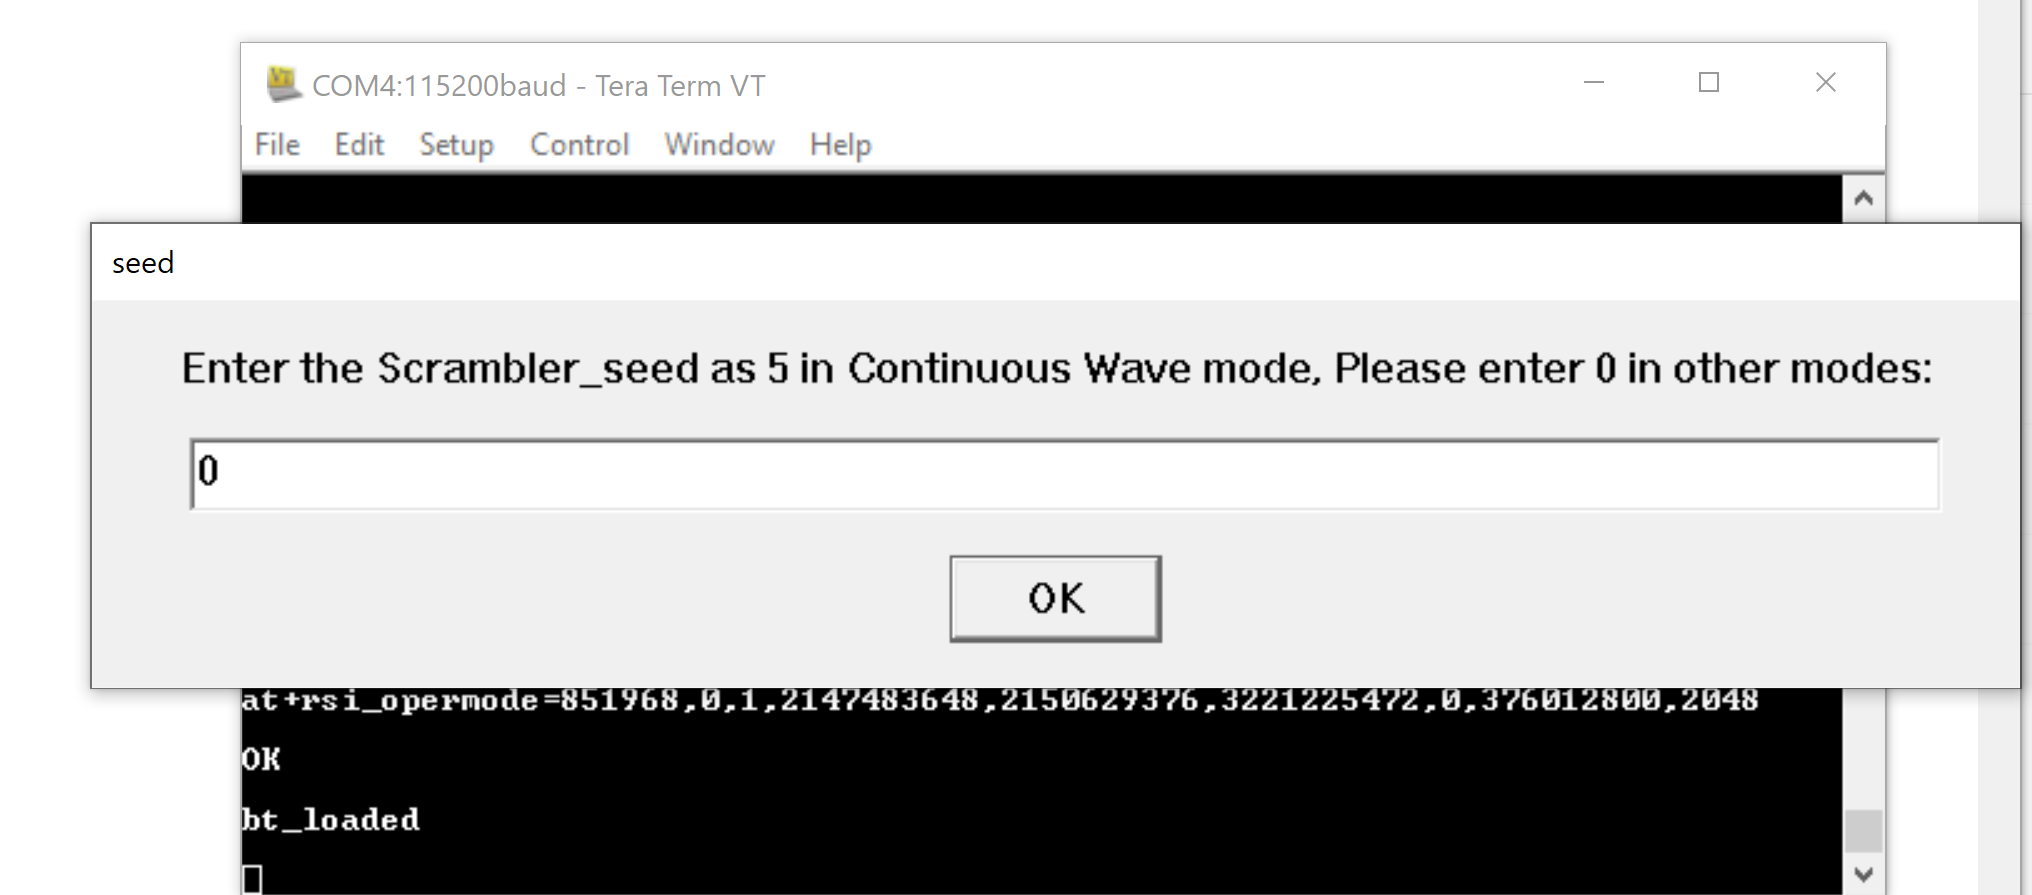 COM4:115200baud - Tera Term VT
File Edit Setup Control Window Help
seed
Enter the Scrambler_seed as 5 in Continuous Wave mode, Please enter 0 in other modes:
0
OK
at+rsi_opermode=851968,0,1,2147483648,2150629376,3221225472,0,376012800,2048
OK
bt_loaded